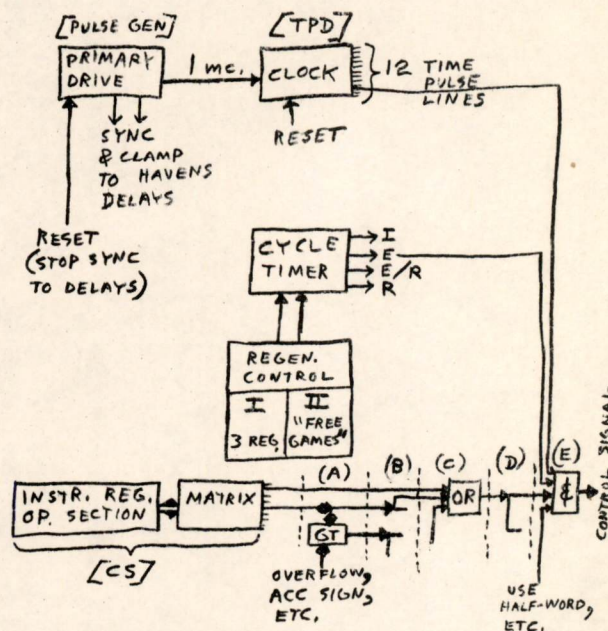 [PULSE GEN]
PRIMARY
DRIVE
1 mc.
[TPD]
CLOCK
12 TIME
PULSE
LINES
RESET
SYNC
& CLAMP
TO HAVENS
DELAYS
RESET
(STOP SYNC
TO DELAYS)
CYCLE
TIMER
I
E
E/R
R
REGEN.
CONTROL
I
3 REG.
II
"FREE
GAMES"
INSTR. REG.
OP. SECTION
MATRIX
[CS]
(A)
(B)
(C)
(D)
(E)
GT
OR
&
OVERFLOW,
ACC SIGN,
ETC.
USE
HALF-WORD,
ETC.
CONTROL SIGNAL